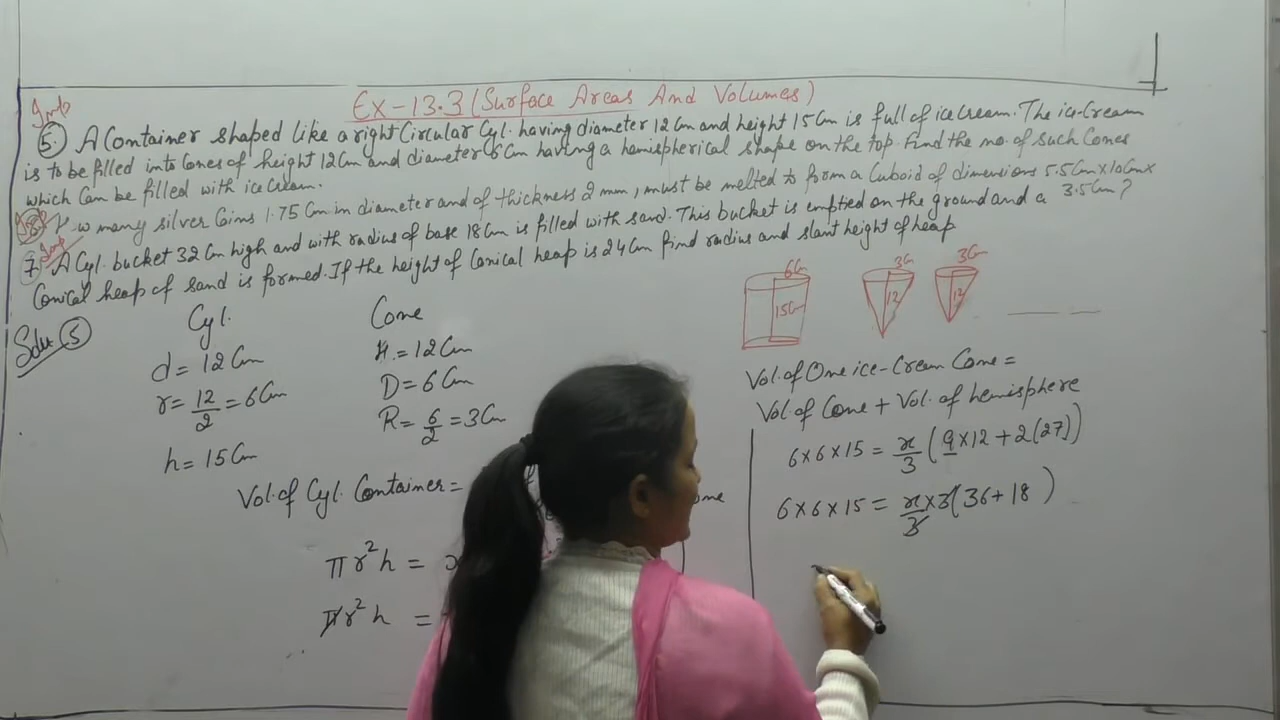 Imp
Ex-13.3 (Surface Areas And Volumes)
5. A Container shaped like a right Circular Cyl. having diameter 12 Cm and height 15 Cm is full of ice Cream. The ice-Cream
is to be filled into Cones of height 12 Cm and diameter 6 Cm having a hemispherical shape on the top. Find the no. of such Cones
which Can be filled with ice Cream.
many silver Coins 1.75 Cm in diameter and of thickness 2 mm, must be melted to form a Cuboid of dimensions 5.5 Cm × 10 Cm ×
3.5 Cm?
Imp
7. A Cyl. bucket 32 Cm high and with radius of base 18 Cm is filled with sand. This bucket is emptied on the ground and a
Conical heap of sand is formed. If the height of Conical heap is 24 Cm find radius and slant height of heap
6 Cm
15 Cm
3 Cm
12
3 Cm
12
Solu. 5
Cyl. Cone
d = 12 Cm H = 12 Cm
r = 12/2 = 6 Cm D = 6 Cm
R = 6/2 = 3 Cm
h = 15 Cm
Vol. of Cyl. Container =
πr²h =
πr²h =
Vol. of One ice-Cream Cone =
Vol. of Cone + Vol. of hemisphere
6×6×15 = x/3 (9×12 + 2(27))
6×6×15 = x/3 × 3 (36 + 18)